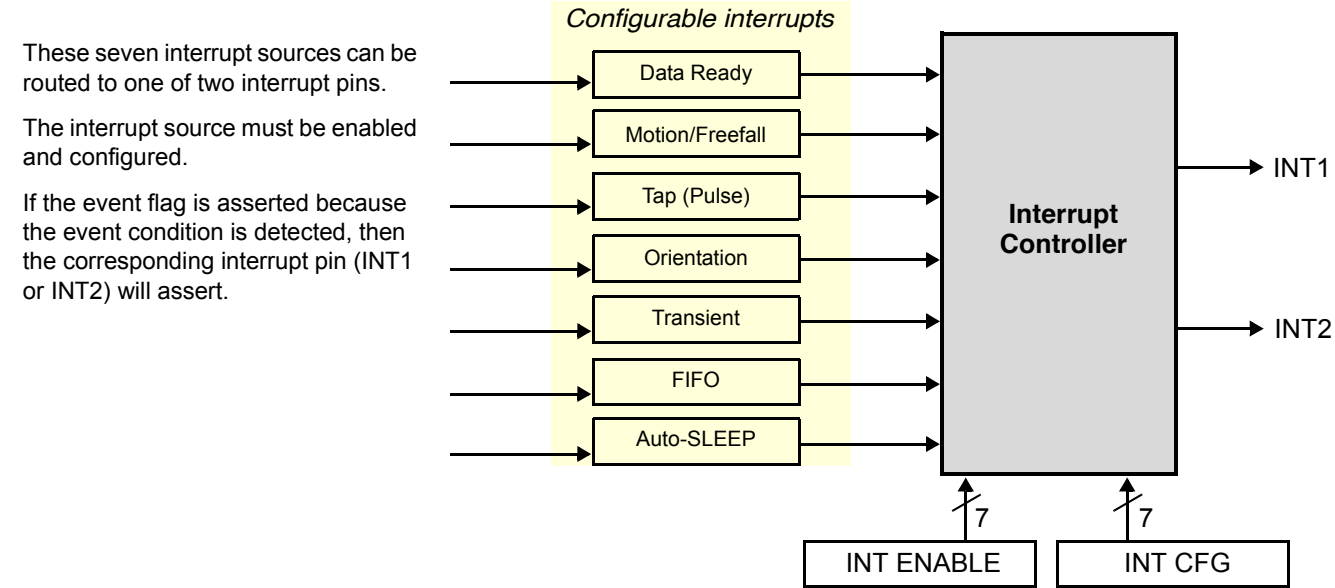 Configurable interrupts
These seven interrupt sources can be
routed to one of two interrupt pins.
The interrupt source must be enabled
and configured.
If the event flag is asserted because
the event condition is detected, then
the corresponding interrupt pin (INT1
or INT2) will assert.
Data Ready
Motion/Freefall
Tap (Pulse)
Orientation
Transient
FIFO
Auto-SLEEP
Interrupt
Controller
INT1
INT2
7
7
INT ENABLE
INT CFG